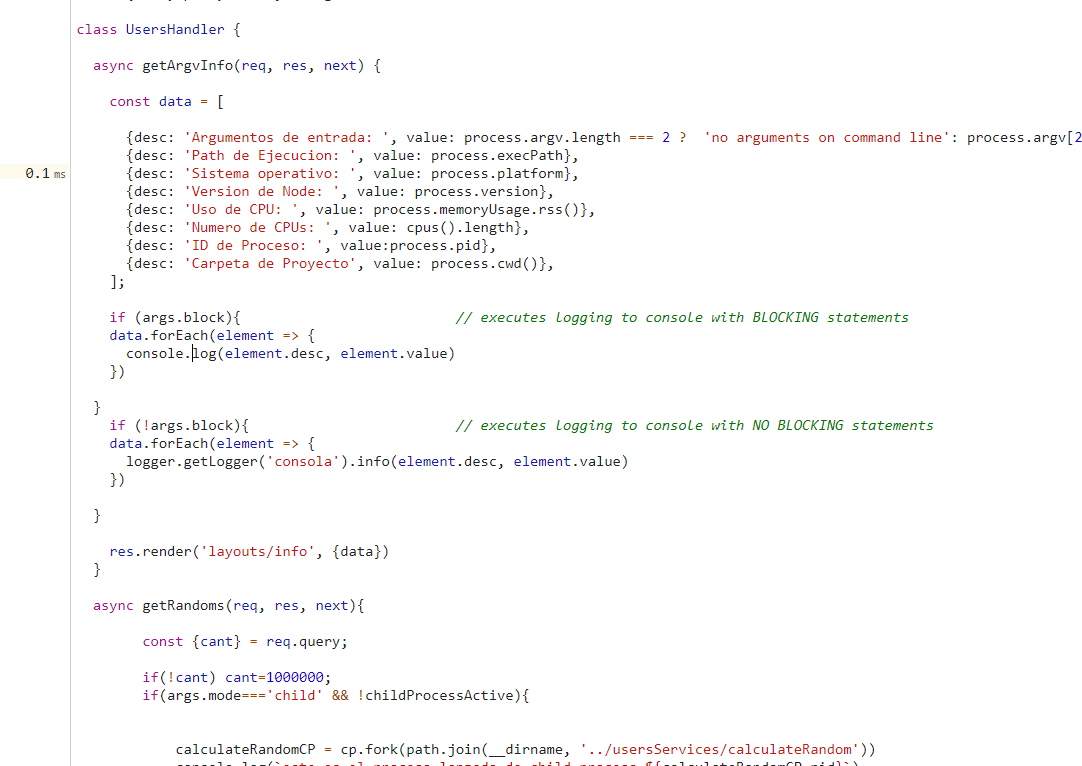 class UsersHandler {
async getArgvInfo(req, res, next) {
const data = [
{desc: 'Argumentos de entrada: ', value: process.argv.length === 2 ?  'no arguments on command line': process.argv[2
{desc: 'Path de Ejecucion: ', value: process.execPath},
0.1 ms {desc: 'Sistema operativo: ', value: process.platform},
{desc: 'Version de Node: ', value: process.version},
{desc: 'Uso de CPU: ', value: process.memoryUsage.rss()},
{desc: 'Numero de CPUs: ', value: cpus().length},
{desc: 'ID de Proceso: ', value:process.pid},
{desc: 'Carpeta de Proyecto', value: process.cwd()},
];
if (args.block){ // executes logging to console with BLOCKING statements
data.forEach(element => {
console.log(element.desc, element.value)
})
}
if (!args.block){ // executes logging to console with NO BLOCKING statements
data.forEach(element => {
logger.getLogger('consola').info(element.desc, element.value)
})
}
res.render('layouts/info', {data})
}
async getRandoms(req, res, next){
const {cant} = req.query;
if(!cant) cant=1000000;
if(args.mode==='child' && !childProcessActive){
calculateRandomCP = cp.fork(path.join(__dirname, '../usersServices/calculateRandom'))